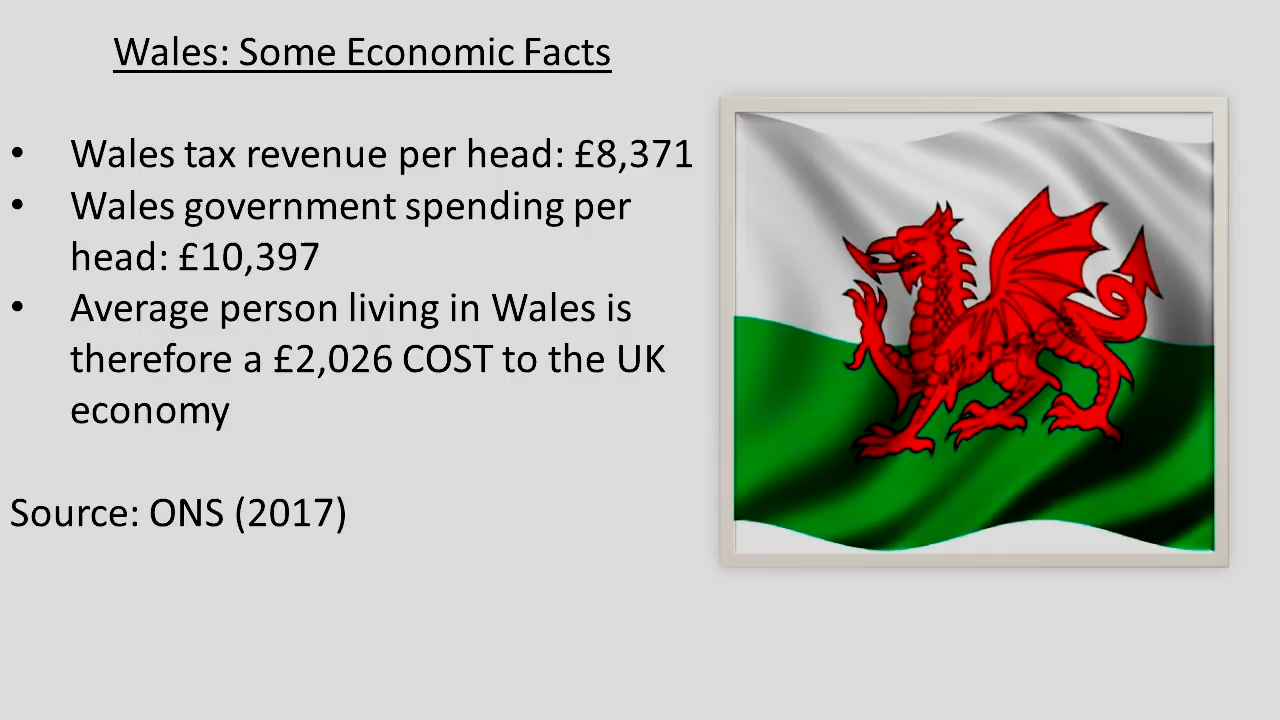 Wales: Some Economic Facts
• Wales tax revenue per head: £8,371
• Wales government spending per
head: £10,397
• Average person living in Wales is
therefore a £2,026 COST to the UK
economy
Source: ONS (2017)